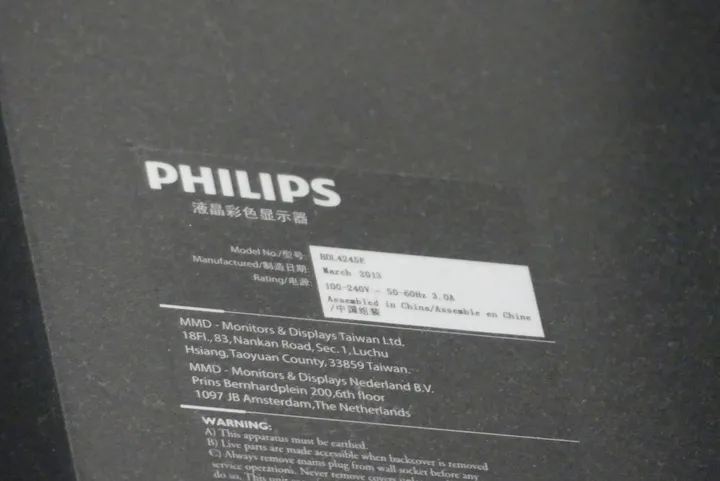 PHILIPS
液晶彩色显示器
Model No./型号: BDL4245E
Manufactured/制造日期: March 2013
Rating/电源: 100-240V ~ 50-60Hz 3.0A
Assembled in China/Assemble en Chine
/中國組裝
MMD - Monitors & Displays Taiwan Ltd.
18Fl., 83, Nankan Road, Sec. 1, Luchu
Hsiang, Taoyuan County, 33859 Taiwan.
MMD - Monitors & Displays Nederland B.V.
Prins Bernhardplein 200, 6th floor
1097 JB Amsterdam, The Netherlands
WARNING:
A) This apparatus must be earthed.
B) Live parts are made accessible when backcover is removed
C) Always remove mains plug from wall socket before any
service operations. Never remove covers
do so. This unit